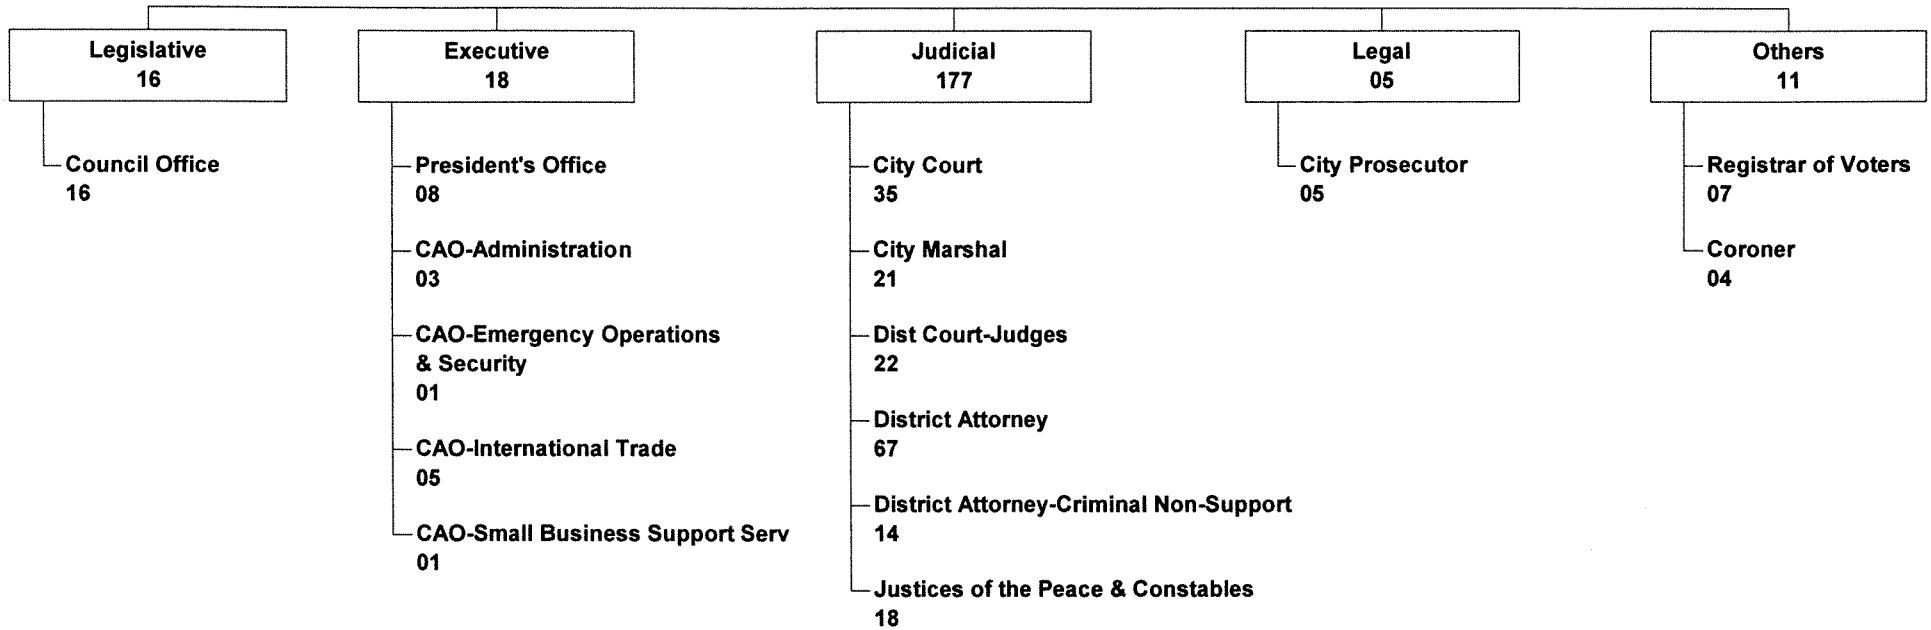 Legislative
16
Council Office
16
Executive
18
President's Office
08
CAO-Administration
03
CAO-Emergency Operations
& Security
01
CAO-International Trade
05
CAO-Small Business Support Serv
01
Judicial
177
City Court
35
City Marshal
21
Dist Court-Judges
22
District Attorney
67
District Attorney-Criminal Non-Support
14
Justices of the Peace & Constables
18
Legal
05
City Prosecutor
05
Others
11
Registrar of Voters
07
Coroner
04